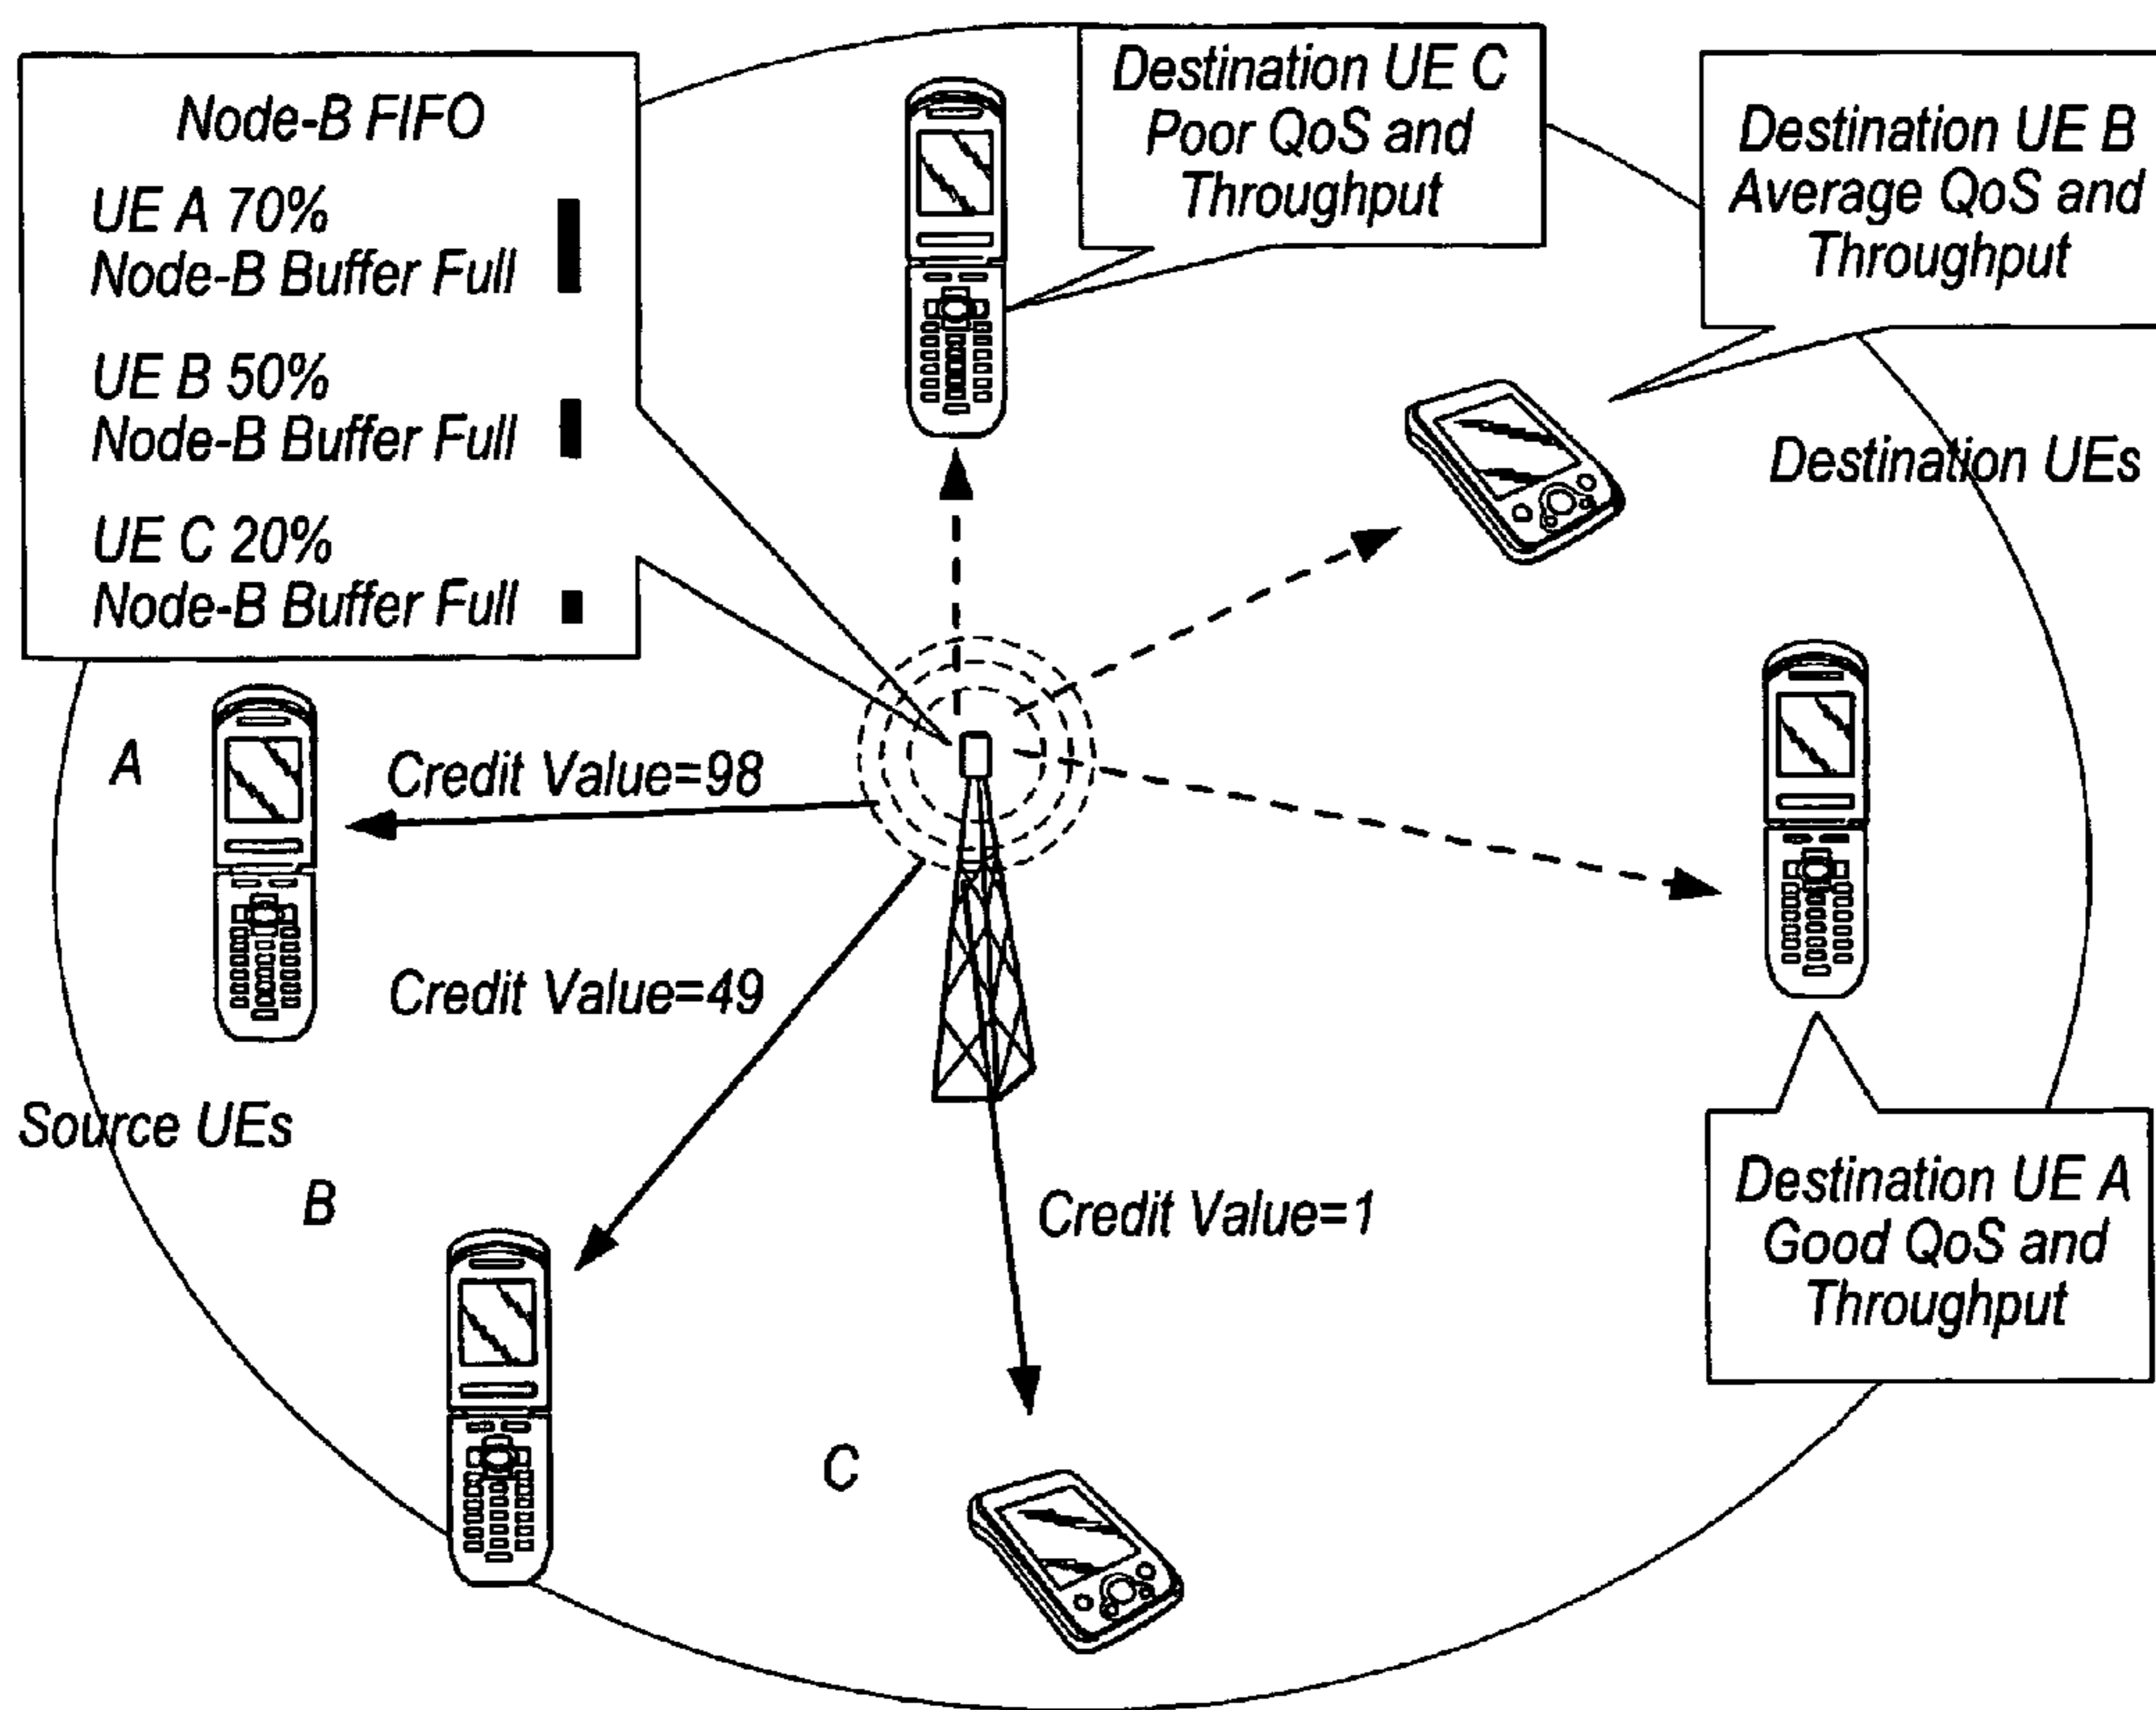 Node-B FIFO
UE A 70%
Node-B Buffer Full
UE B 50%
Node-B Buffer Full
UE C 20%
Node-B Buffer Full
Destination UE C
Poor QoS and
Throughput
Destination UE B
Average QoS and
Throughput
Destination UEs
A
Credit Value=98
Credit Value=49
Source UEs
B
Credit Value=1
C
Destination UE A
Good QoS and
Throughput